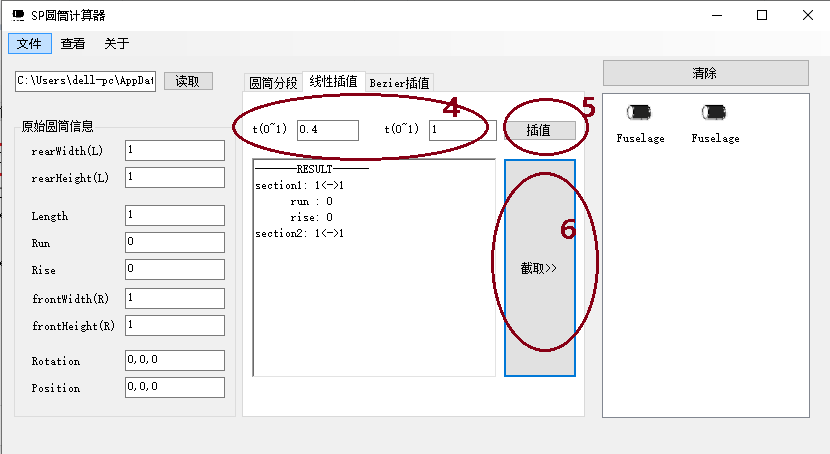 SP圆筒计算器
文件 查看 关于
C:\Users\dell-pc\AppDat 读取
圆筒分段 线性插值 Bezier插值
清除
原始圆筒信息
rearWidth(L) 1
rearHeight(L) 1
Length 1
Run 0
Rise 0
frontWidth(R) 1
frontHeight(R) 1
Rotation 0,0,0
Position 0,0,0
t(0~1) 0.4 t(0~1) 1 插值
4
5
——————RESULT——————
section1: 1<->1
run : 0
rise: 0
section2: 1<->1
6
截取>>
Fuselage Fuselage